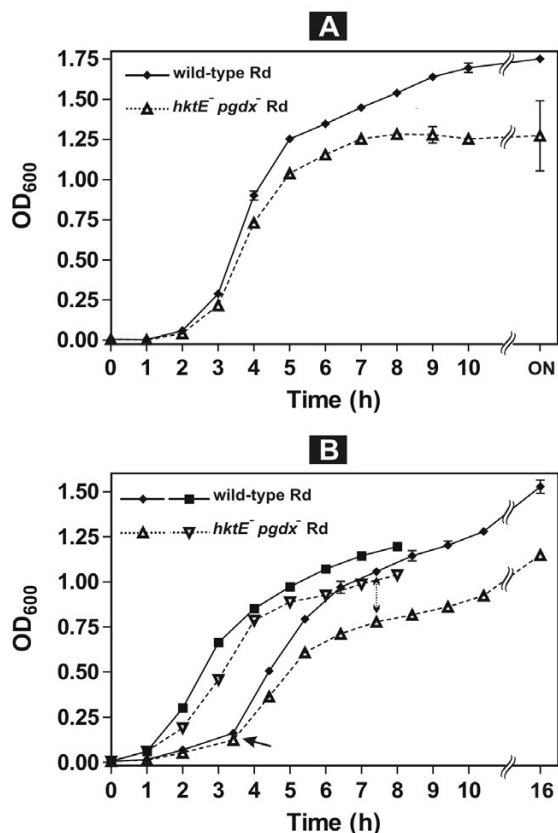 A
1.75
1.50
1.25
1.00
0.75
0.50
0.25
0.00
OD600
wild-type Rd
hktE⁻ pgdx⁻ Rd
0 1 2 3 4 5 6 7 8 9 10 ON
Time (h)
B
1.50
1.25
1.00
0.75
0.50
0.25
0.00
OD600
wild-type Rd
hktE⁻ pgdx⁻ Rd
0 1 2 3 4 5 6 7 8 9 10 16
Time (h)